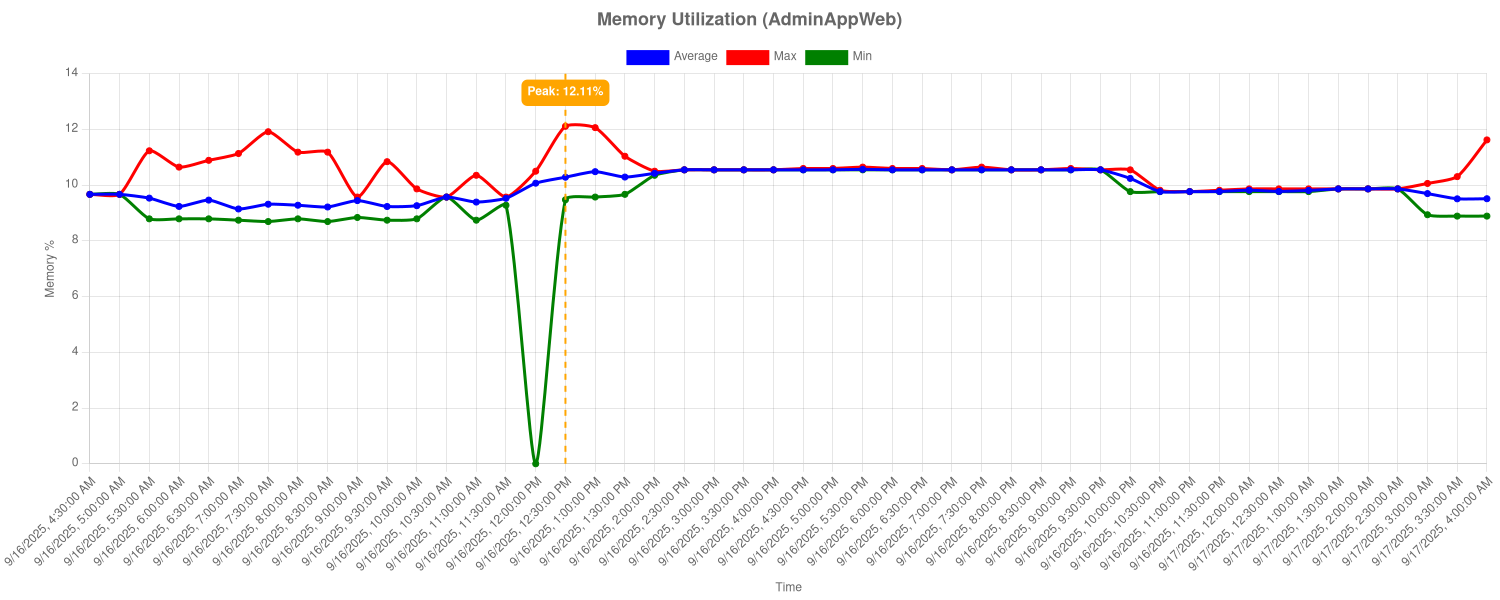 Memory Utilization (AdminAppWeb)
Average Max Min
Peak: 12.11%
14
12
10
8
6
4
2
0
Memory %
9/16/2025, 4:30:00 AM
9/16/2025, 5:00:00 AM
9/16/2025, 5:30:00 AM
9/16/2025, 6:00:00 AM
9/16/2025, 6:30:00 AM
9/16/2025, 7:00:00 AM
9/16/2025, 7:30:00 AM
9/16/2025, 8:00:00 AM
9/16/2025, 8:30:00 AM
9/16/2025, 9:00:00 AM
9/16/2025, 9:30:00 AM
9/16/2025, 10:00:00 AM
9/16/2025, 10:30:00 AM
9/16/2025, 11:00:00 AM
9/16/2025, 11:30:00 AM
9/16/2025, 12:00:00 PM
9/16/2025, 12:30:00 PM
9/16/2025, 1:00:00 PM
9/16/2025, 1:30:00 PM
9/16/2025, 2:00:00 PM
9/16/2025, 2:30:00 PM
9/16/2025, 3:00:00 PM
9/16/2025, 3:30:00 PM
9/16/2025, 4:00:00 PM
9/16/2025, 4:30:00 PM
9/16/2025, 5:00:00 PM
9/16/2025, 5:30:00 PM
9/16/2025, 6:00:00 PM
9/16/2025, 6:30:00 PM
9/16/2025, 7:00:00 PM
9/16/2025, 7:30:00 PM
9/16/2025, 8:00:00 PM
9/16/2025, 8:30:00 PM
9/16/2025, 9:00:00 PM
9/16/2025, 9:30:00 PM
9/16/2025, 10:00:00 PM
9/16/2025, 10:30:00 PM
9/16/2025, 11:00:00 PM
9/16/2025, 11:30:00 PM
9/17/2025, 12:00:00 AM
9/17/2025, 12:30:00 AM
9/17/2025, 1:00:00 AM
9/17/2025, 1:30:00 AM
9/17/2025, 2:00:00 AM
9/17/2025, 2:30:00 AM
9/17/2025, 3:00:00 AM
9/17/2025, 3:30:00 AM
9/17/2025, 4:00:00 AM
Time